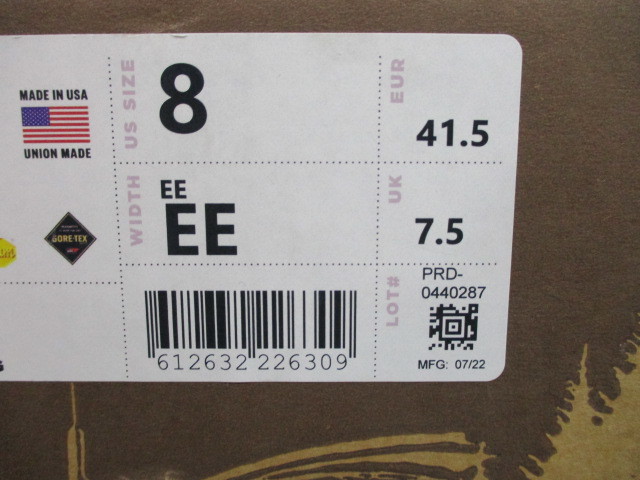 MADE IN USA
UNION MADE
GORE-TEX
US SIZE
8
EUR
41.5
WIDTH
EE
EE
UK
7.5
612632 226309
LOT#
PRD-
0440287
MFG: 07/22